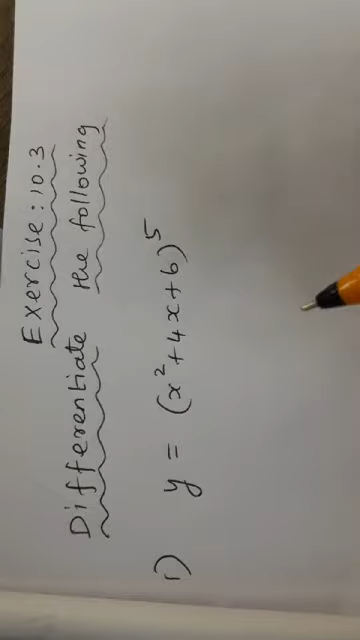 Exercise: 10.3
Differentiate the following
1) y = (x² + 4x + 6)⁵